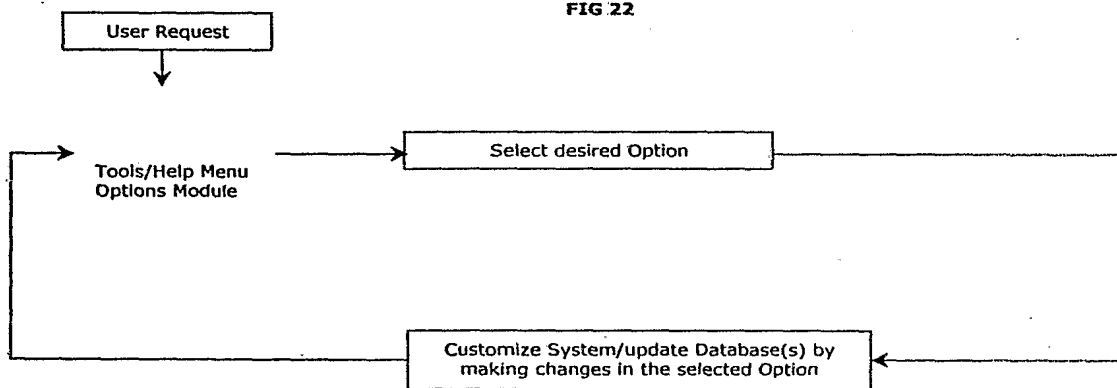 FIG 22
User Request
Tools/Help Menu
Options Module
Select desired Option
Customize System/update Database(s) by
making changes in the selected Option